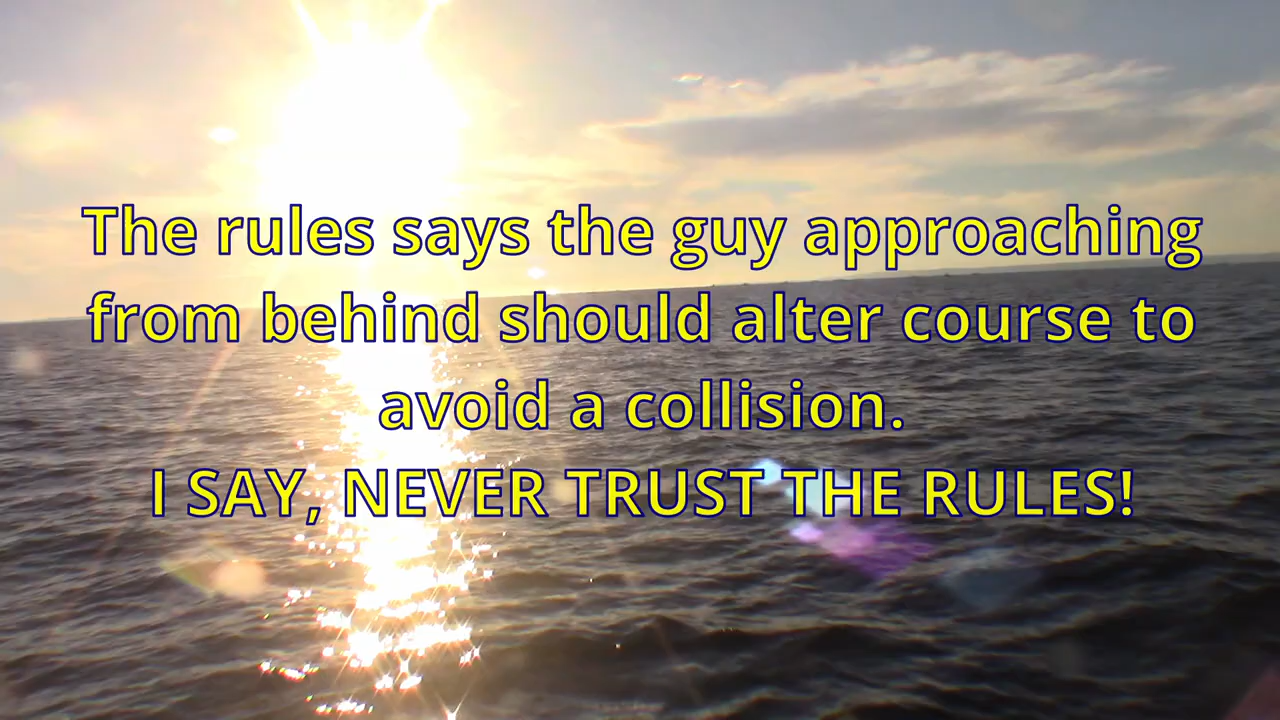 The rules says the guy approaching
from behind should alter course to
avoid a collision.
I SAY, NEVER TRUST THE RULES!